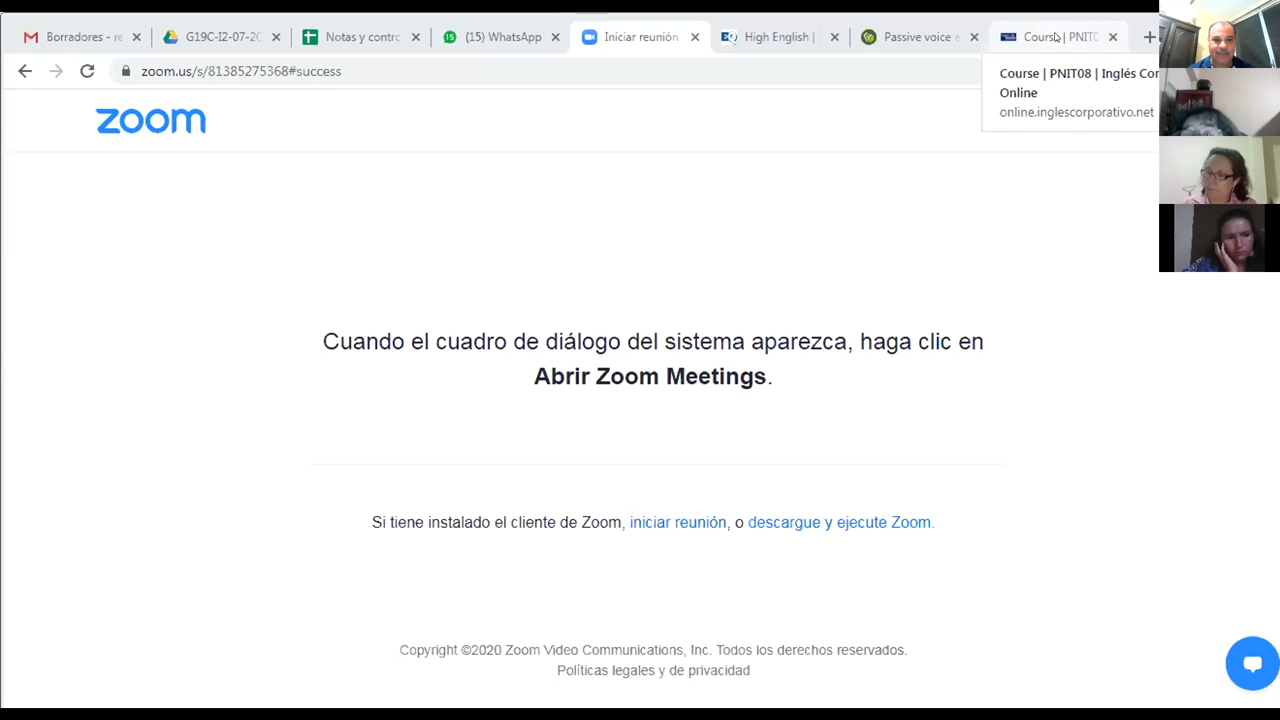 Borradores - re
G19C-I2-07-20
Notas y contro
(15) WhatsApp
Iniciar reunión
High English |
Passive voice e
Course | PNIT0
zoom.us/s/81385275368#success
Course | PNIT08 | Inglés Cor
Online
online.inglescorporativo.net
zoom
Cuando el cuadro de diálogo del sistema aparezca, haga clic en
Abrir Zoom Meetings.
Si tiene instalado el cliente de Zoom, iniciar reunión, o descargue y ejecute Zoom.
Copyright ©2020 Zoom Video Communications, Inc. Todos los derechos reservados.
Políticas legales y de privacidad